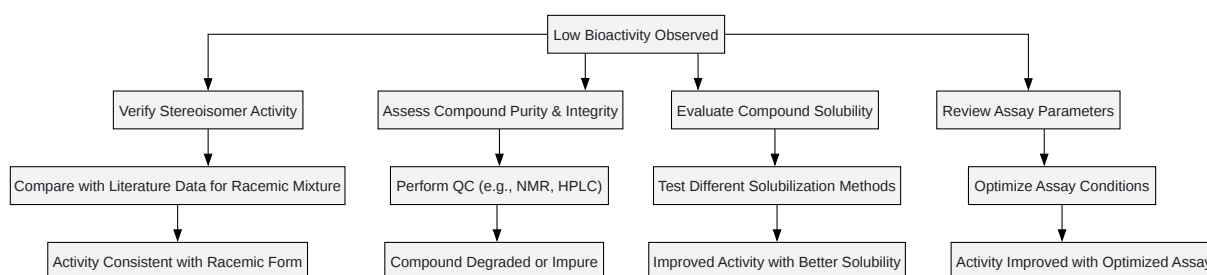 Low Bioactivity Observed
Verify Stereoisomer Activity
Assess Compound Purity & Integrity
Evaluate Compound Solubility
Review Assay Parameters
Compare with Literature Data for Racemic Mixture
Perform QC (e.g., NMR, HPLC)
Test Different Solubilization Methods
Optimize Assay Conditions
Activity Consistent with Racemic Form
Compound Degraded or Impure
Improved Activity with Better Solubility
Activity Improved with Optimized Assay